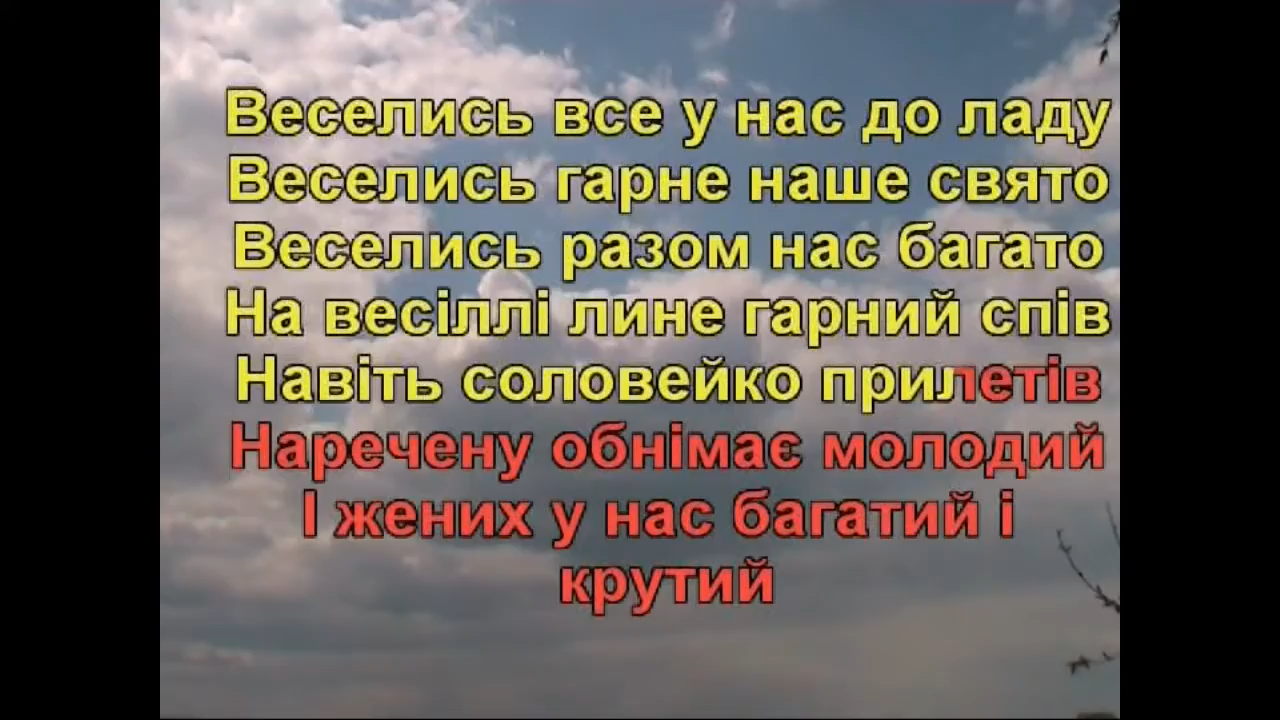 Веселись все у нас до ладу
Веселись гарне наше свято
Веселись разом нас багато
На весіллі лине гарний спів
Навіть соловейко прилетів
Наречену обнімає молодий
І жених у нас багатий і
крутий